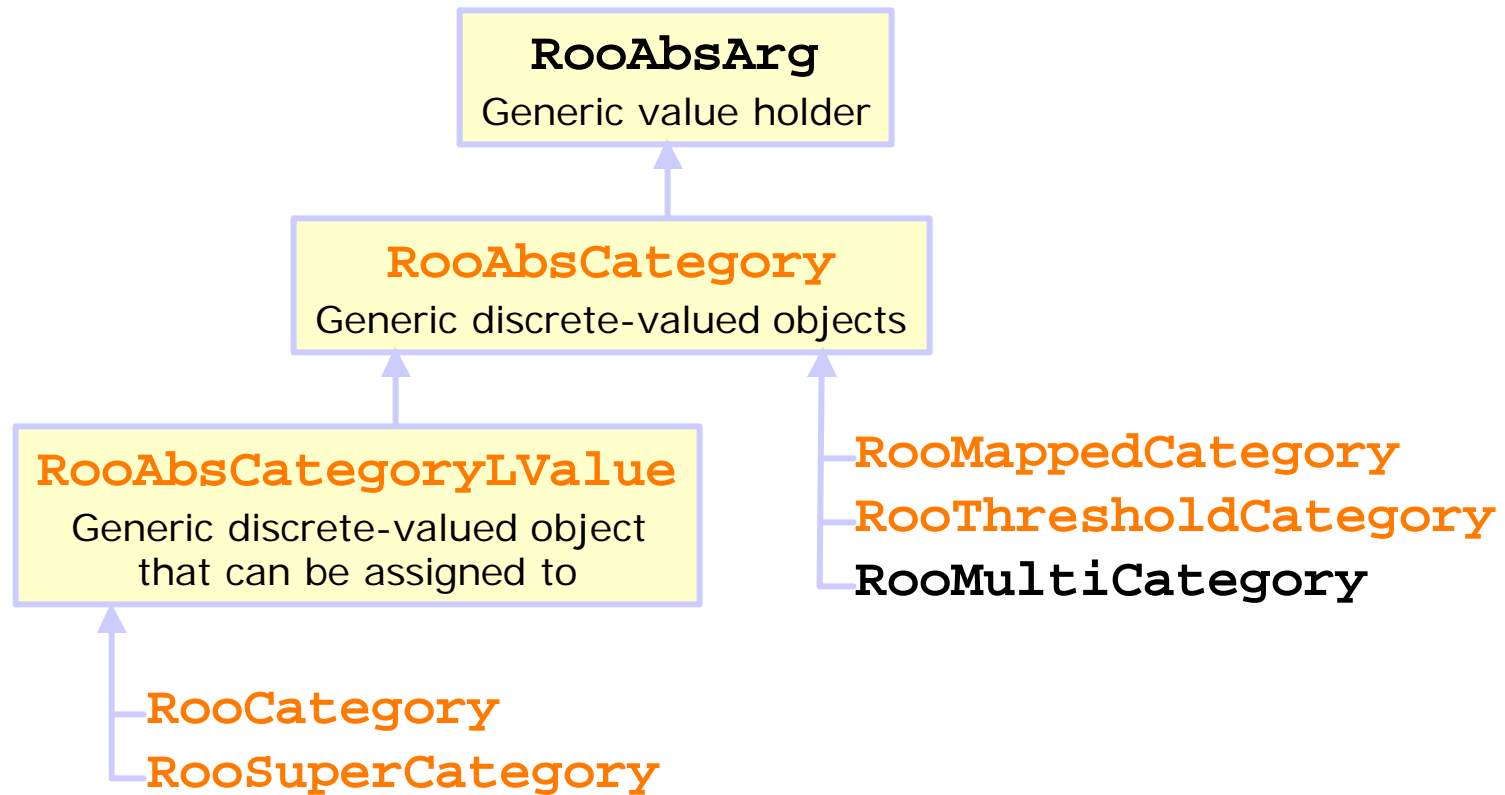 RooAbsArg
Generic value holder
RooAbsCategory
Generic discrete-valued objects
RooAbsCategoryLValue
Generic discrete-valued object
that can be assigned to
RooMappedCategory
RooThresholdCategory
RooMultiCategory
RooCategory
RooSuperCategory